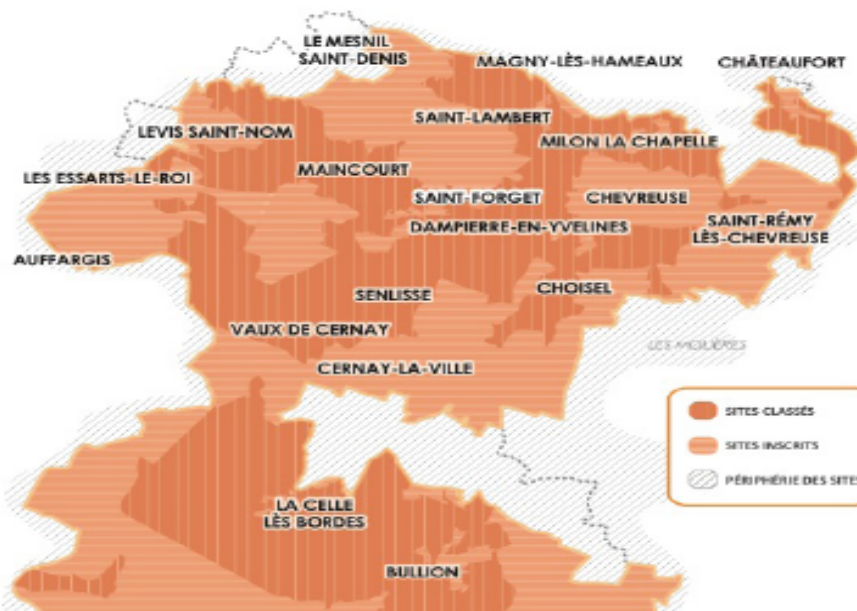 LE MESNIL
SAINT-DENIS
MAGNY-LÈS-HAMEAUX
CHÂTEAUFORT
SAINT-LAMBERT
LEVIS SAINT-NOM
MILON LA CHAPELLE
MAINCOURT
LES ESSARTS-LE-ROI
SAINT-FORGET
CHEVREUSE
DAMPIERRE-EN-YVELINES
SAINT-RÉMY
LÈS-CHEVREUSE
AUFFARGIS
SENLISSE
CHOISEL
VAUX DE CERNAY
LES MOLIÈRES
CERNAY-LA-VILLE
SITES CLASSÉS
SITES INSCRITS
PÉRIPHÉRIE DES SITES
LA CELLE
LÈS BORDES
BULLION